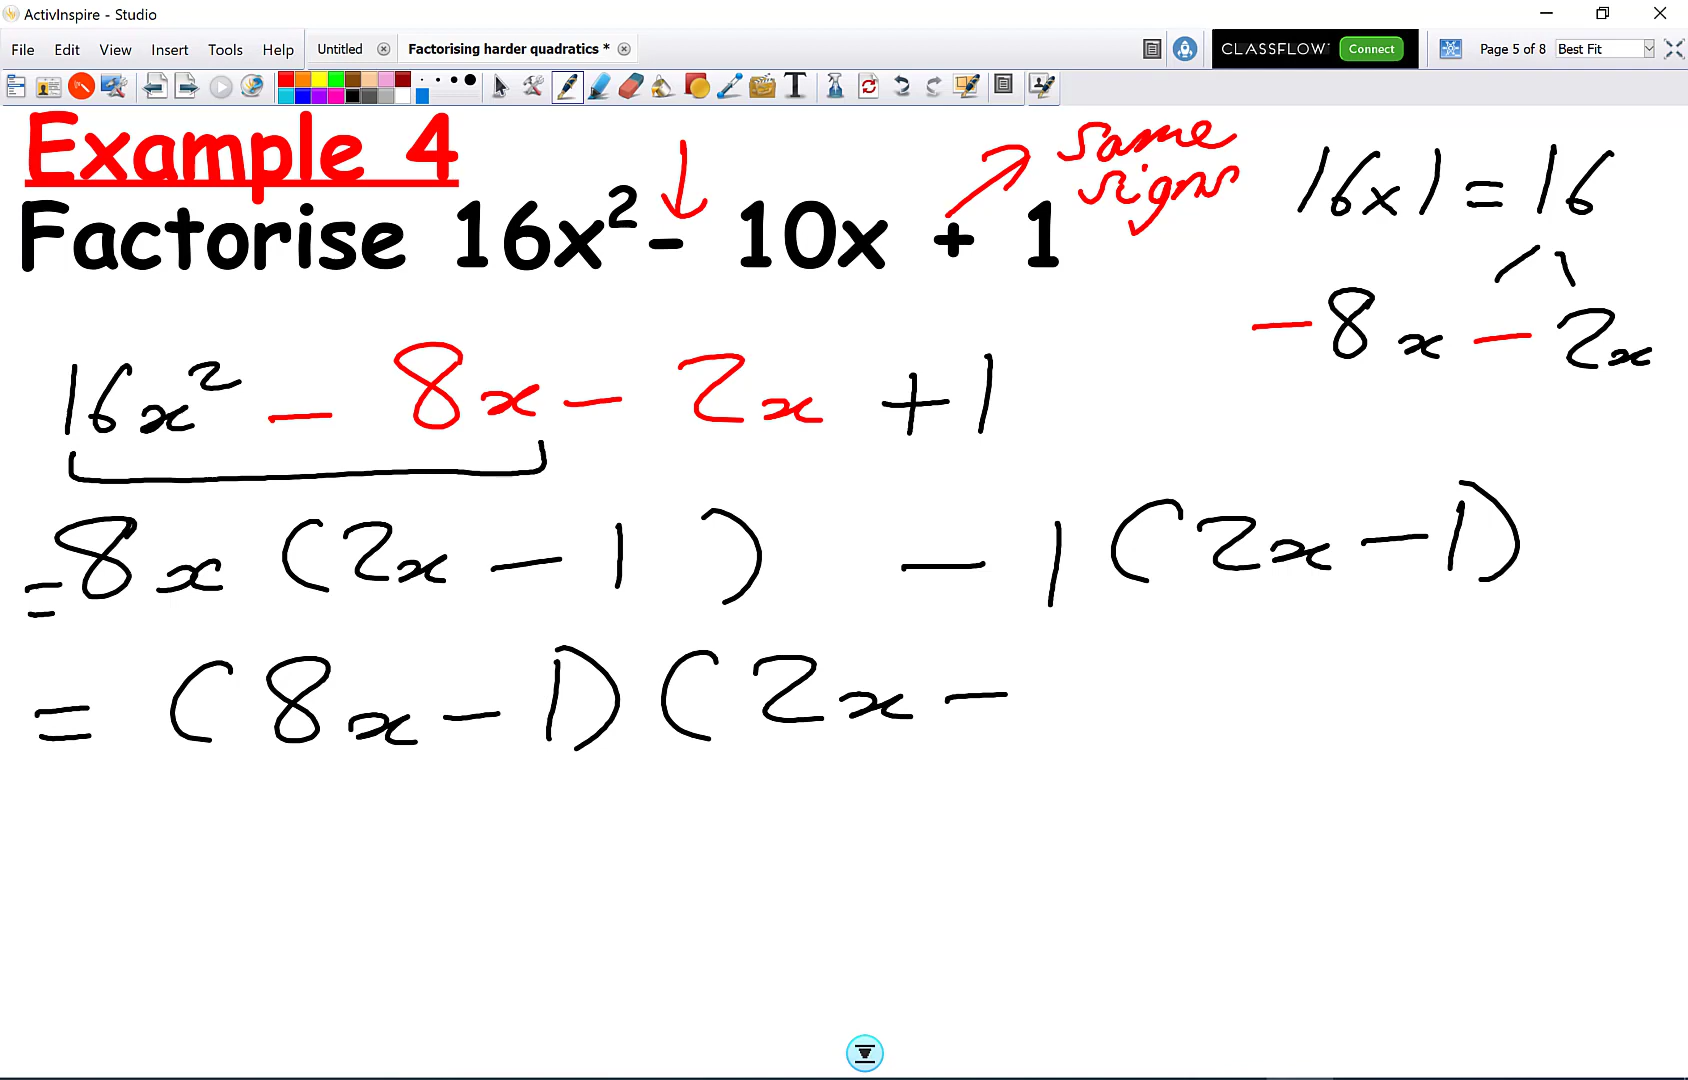 ActivInspire - Studio
File Edit View Insert Tools Help Untitled Factorising harder quadratics * CLASSFLOW Connect Page 5 of 8 Best Fit
T
Example 4
same
signs
16x1 = 16
Factorise 16x² - 10x + 1
- 8x - 2x
16x² - 8x - 2x + 1
= 8x (2x - 1) - 1 (2x - 1)
= (8x - 1) (2x -